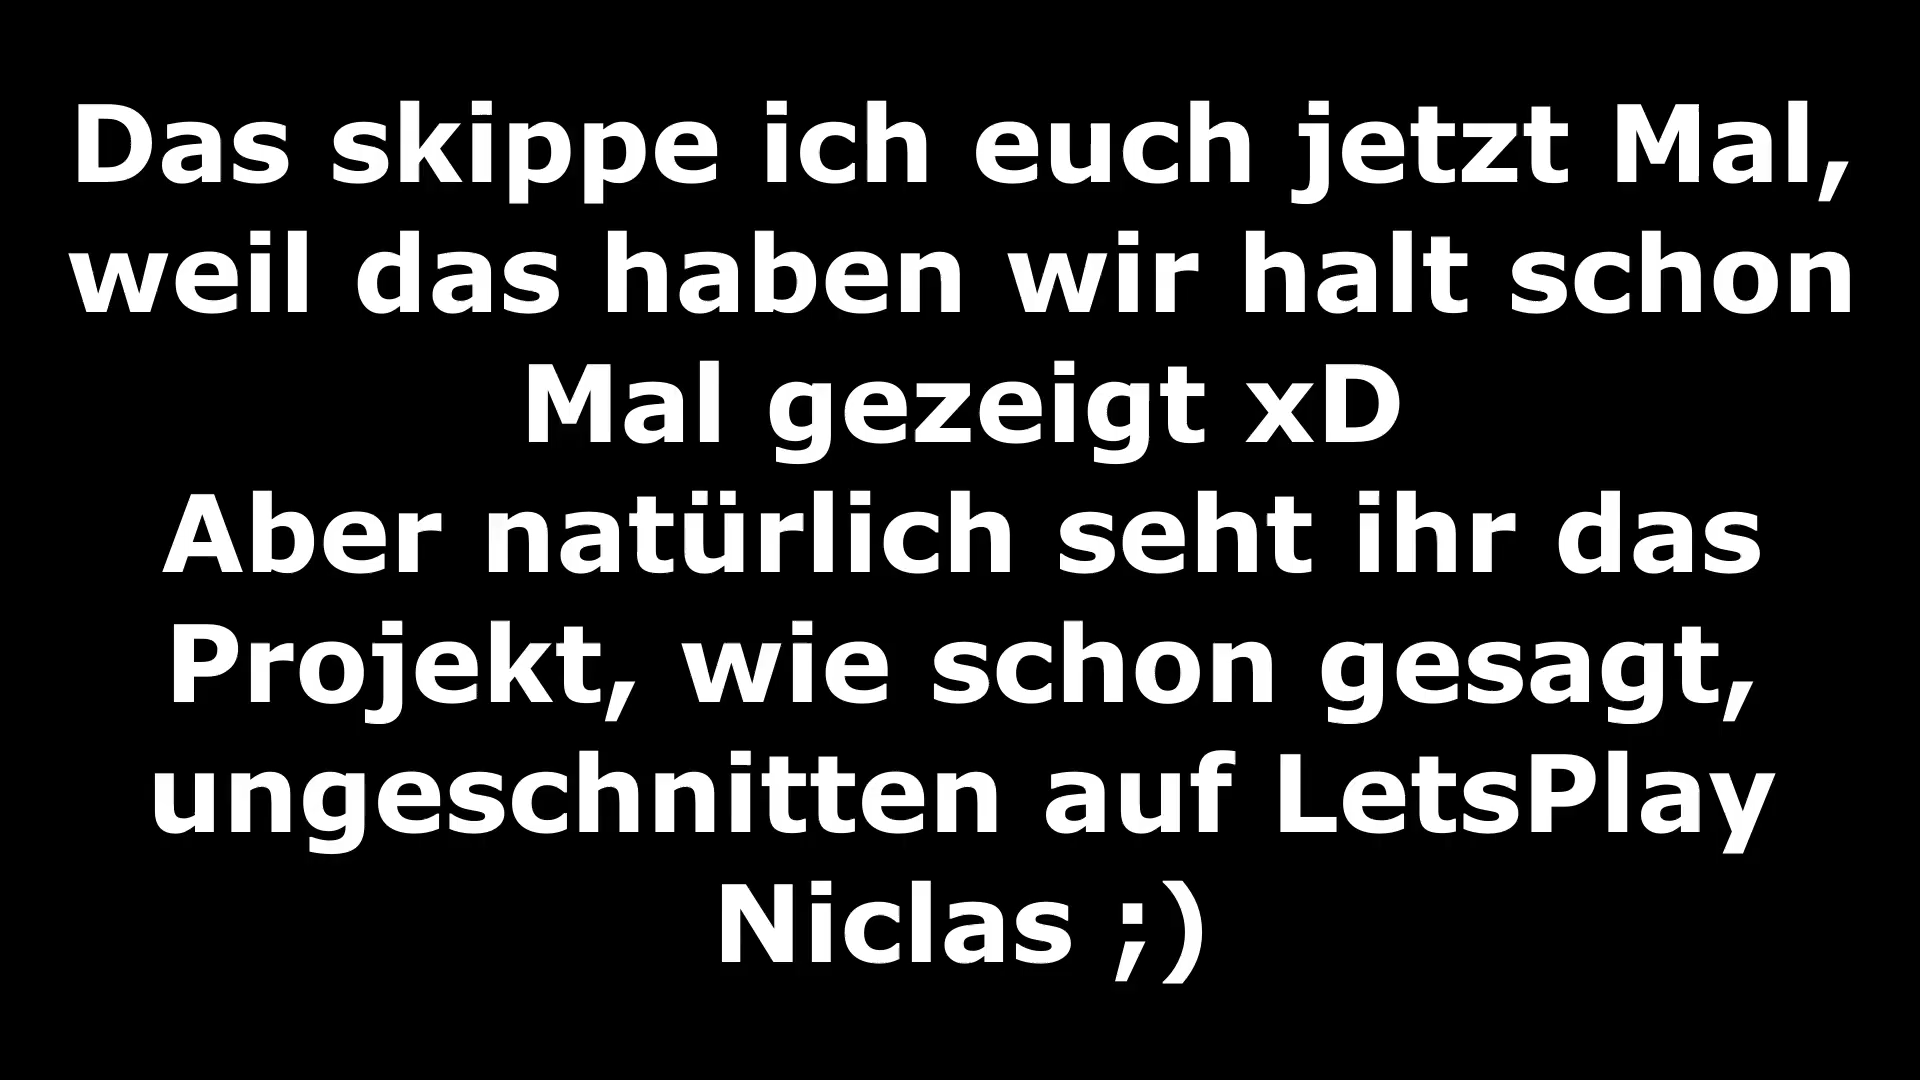 Das skippe ich euch jetzt Mal,
weil das haben wir halt schon
Mal gezeigt xD
Aber natürlich seht ihr das
Projekt, wie schon gesagt,
ungeschnitten auf LetsPlay
Niclas ;)